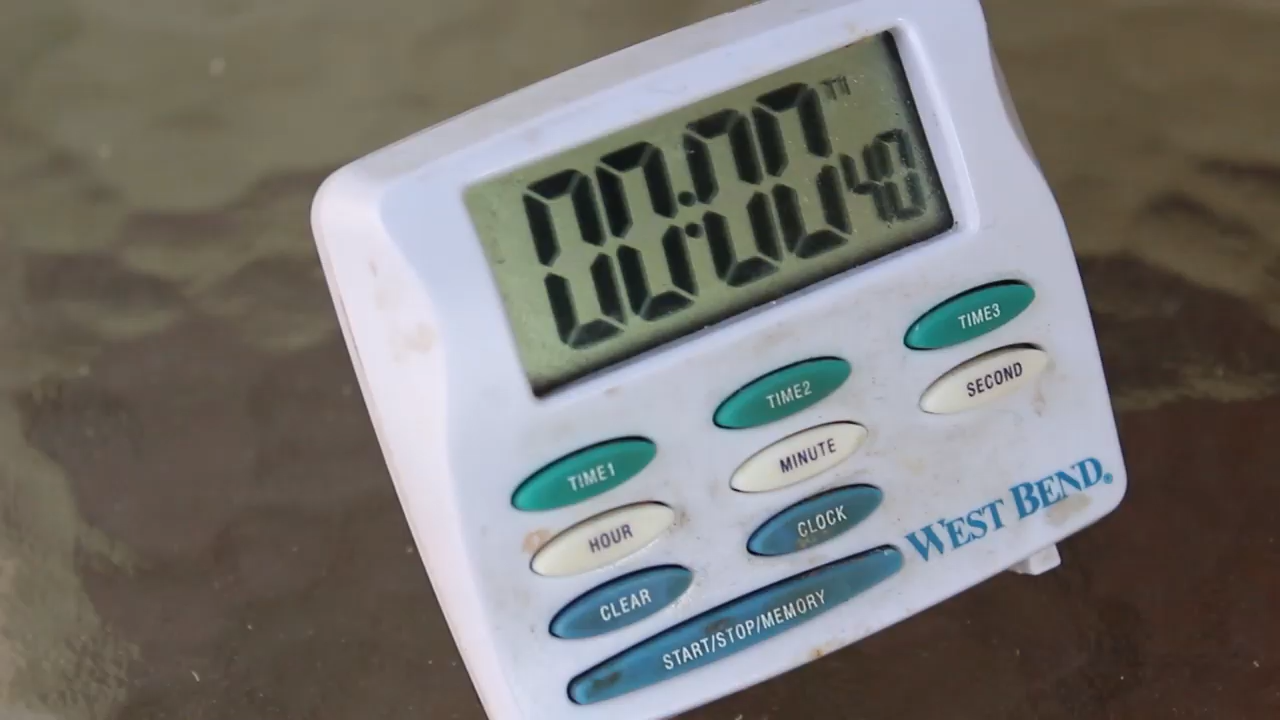 T1
00:00 40
TIME3
TIME2
SECOND
TIME1
MINUTE
HOUR
CLOCK
CLEAR
START/STOP/MEMORY
WEST BEND®